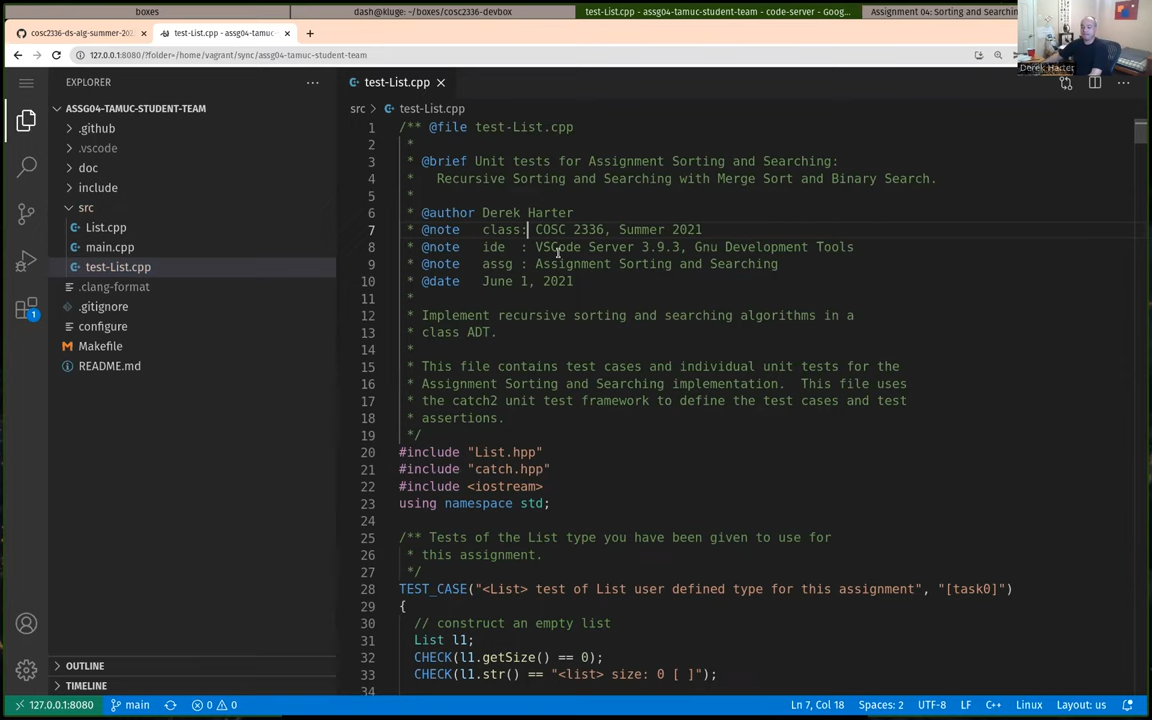 boxes
dash@kluge: ~/boxes/cosc2336-devbox
test-List.cpp - assg04-tamuc-student-team - code-server - Goog...
Assignment 04: Sorting and Searching
cosc2336-ds-alg-summer-202
test-List.cpp - assg04-tamuc-
127.0.0.1:8080/?folder=/home/vagrant/sync/assg04-tamuc-student-team
Derek Harter
EXPLORER
test-List.cpp
ASSG04-TAMUC-STUDENT-TEAM
.github
.vscode
doc
include
src
List.cpp
main.cpp
test-List.cpp
.clang-format
.gitignore
configure
Makefile
README.md
OUTLINE
TIMELINE
1
src > test-List.cpp
1 /** @file test-List.cpp
2 *
3 * @brief Unit tests for Assignment Sorting and Searching:
4 * Recursive Sorting and Searching with Merge Sort and Binary Search.
5 *
6 * @author Derek Harter
7 * @note class: COSC 2336, Summer 2021
8 * @note ide : VSCode Server 3.9.3, Gnu Development Tools
9 * @note assg : Assignment Sorting and Searching
10 * @date June 1, 2021
11 *
12 * Implement recursive sorting and searching algorithms in a
13 * class ADT.
14 *
15 * This file contains test cases and individual unit tests for the
16 * Assignment Sorting and Searching implementation. This file uses
17 * the catch2 unit test framework to define the test cases and test
18 * assertions.
19 */
20 #include "List.hpp"
21 #include "catch.hpp"
22 #include <iostream>
23 using namespace std;
24
25 /** Tests of the List type you have been given to use for
26 * this assignment.
27 */
28 TEST_CASE("<List> test of List user defined type for this assignment", "[task0]")
29 {
30 // construct an empty list
31 List l1;
32 CHECK(l1.getSize() == 0);
33 CHECK(l1.str() == "<list> size: 0 [ ]");
34
127.0.0.1:8080
main
0 0
Ln 7, Col 18
Spaces: 2
UTF-8
LF
C++
Linux
Layout: us